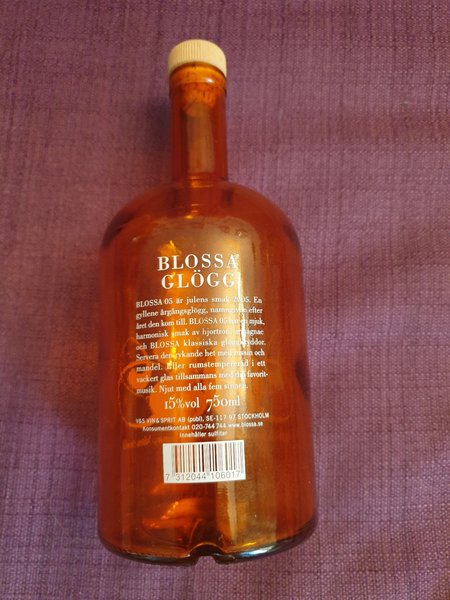 BLOSSA
GLÖGG
BLOSSA 05 är julens smak 2005. En
gyllene årgångsglögg, namngiven efter
året den kom till. BLOSSA 05 har en mjuk,
harmonisk smak av hjortron, cognac
och BLOSSA klassiska glöggkryddor.
Servera den rykande het med russin och
mandel. Eller rumstempererad i ett
vackert glas tillsammans med din favorit-
musik. Njut med alla fem sinnen.
15%vol 750ml
V&S VIN & SPRIT AB (publ), SE-117 97 STOCKHOLM
Konsumentkontakt 020-744 744 www.blossa.se
Innehåller sulfiter
7 312044 106017